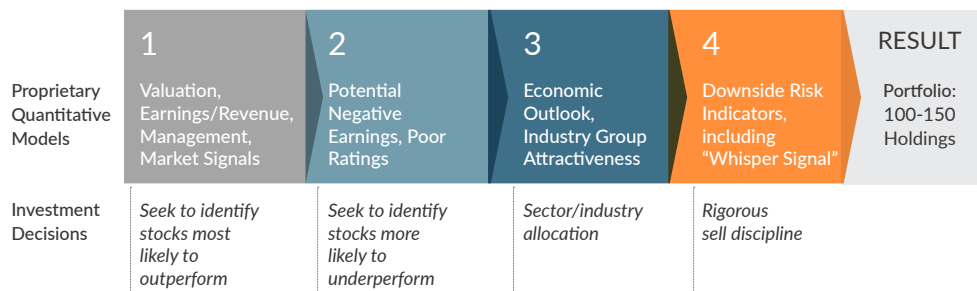 1
2
3
4
RESULT
Proprietary
Quantitative
Models
Valuation,
Earnings/Revenue,
Management,
Market Signals
Potential
Negative
Earnings, Poor
Ratings
Economic
Outlook,
Industry Group
Attractiveness
Downside Risk
Indicators,
including
“Whisper Signal”
Portfolio:
100-150
Holdings
Investment
Decisions
Seek to identify
stocks most
likely to
outperform
Seek to identify
stocks more
likely to
underperform
Sector/industry
allocation
Rigorous
sell discipline